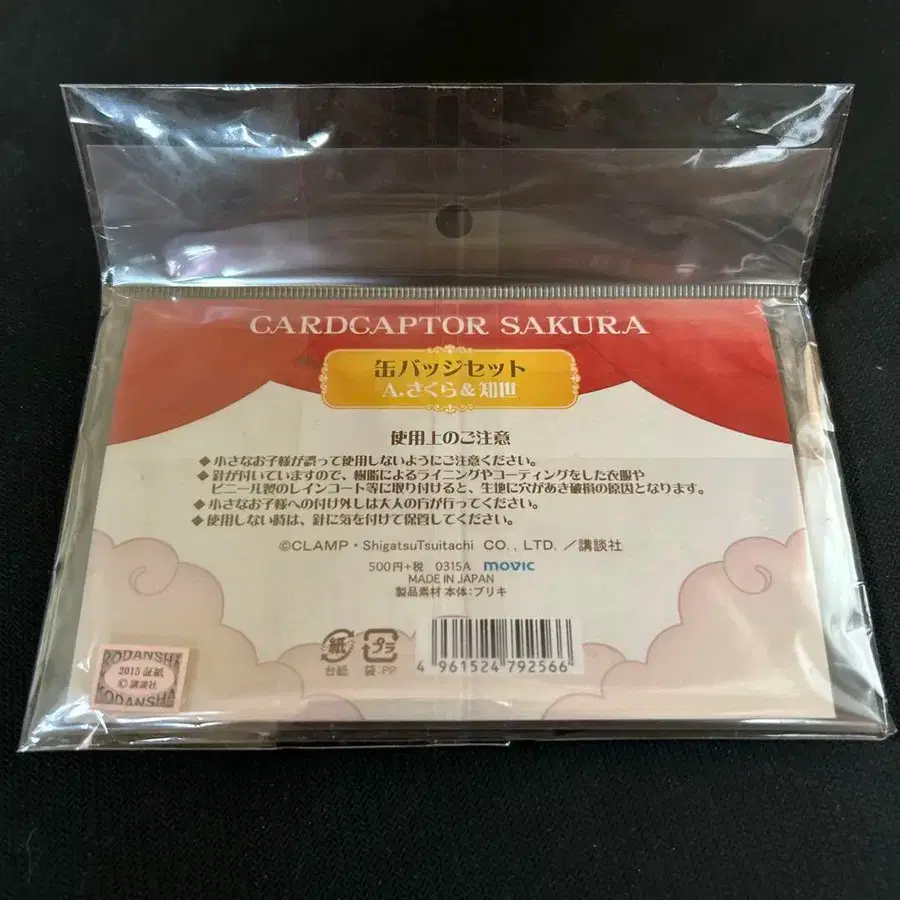 CARDCAPTOR SAKURA
缶バッジセット
A.さくら&知世
使用上のご注意
◆小さなお子様が誤って使用しないようにご注意ください。
◆針が付いていますので、樹脂によるライニングやコーティングをした衣服や
ビニール製のレインコート等に取り付けると、生地に穴があき破損の原因となります。
◆小さなお子様への付け外しは大人の方が行ってください。
◆使用しない時は、針に気を付けて保管してください。
©CLAMP・ShigatsuTsuitachi CO., LTD. /講談社
500円+税 0315A movic
MADE IN JAPAN
製品素材 本体:ブリキ
紙 プラ
台紙 袋:PP
4 961524 792566
KODANSHA
2015 証紙
©講談社
KODANSHA